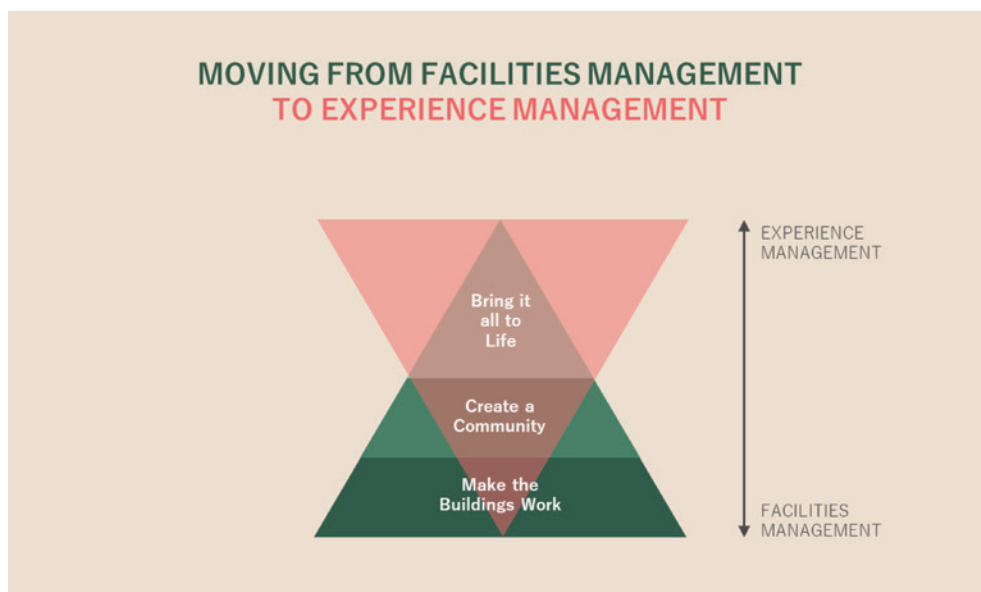 MOVING FROM FACILITIES MANAGEMENT
TO EXPERIENCE MANAGEMENT
Bring it
all to
Life
Create a
Community
Make the
Buildings Work
EXPERIENCE
MANAGEMENT
FACILITIES
MANAGEMENT